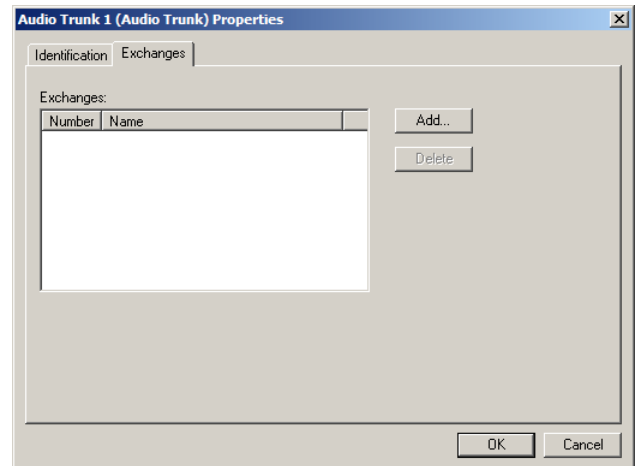 Audio Trunk 1 (Audio Trunk) Properties
Identification Exchanges
Exchanges:
Number Name
Add...
Delete
OK Cancel